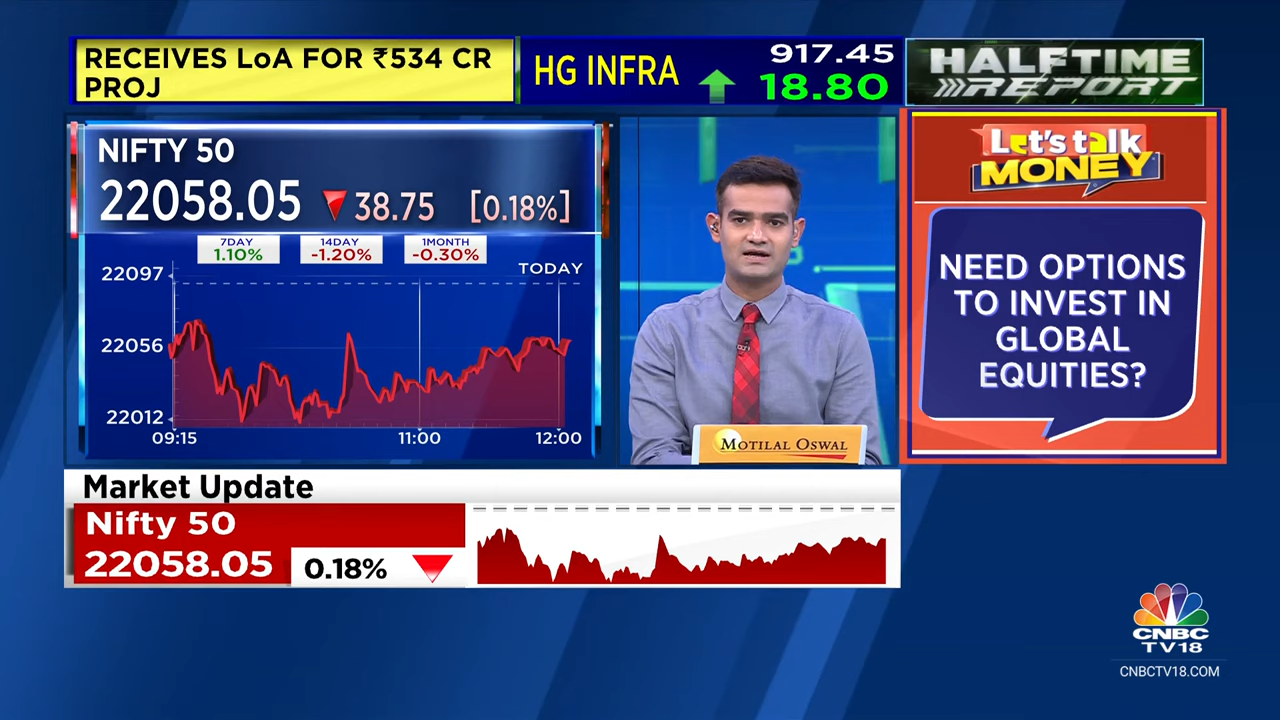 RECEIVES LoA FOR ₹534 CR
PROJ
HG INFRA
917.45
18.80
HALFTIME
REPORT
NIFTY 50
22058.05 38.75 [0.18%]
7DAY
1.10%
14DAY
-1.20%
1MONTH
-0.30%
TODAY
22097
22056
22012
09:15
11:00
12:00
MOTILAL OSWAL
Let's talk
MONEY
NEED OPTIONS
TO INVEST IN
GLOBAL
EQUITIES?
Market Update
Nifty 50
22058.05
0.18%
CNBC
TV18
CNBCTV18.COM